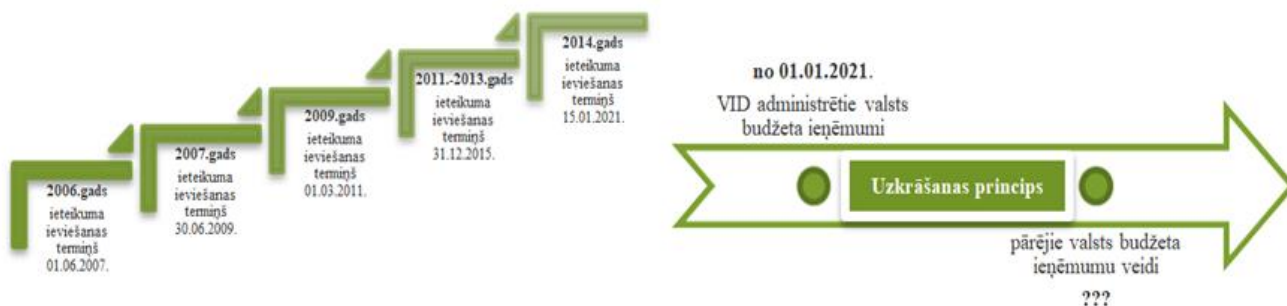 2006.gads
ieteikuma
ieviešanas
termiņš
01.06.2007.
2007.gads
ieteikuma
ieviešanas
termiņš
30.06.2009.
2009.gads
ieteikuma
ieviešanas
termiņš
01.03.2011.
2011.-2013.gads
ieteikuma
ieviešanas
termiņš
31.12.2015.
2014.gads
ieteikuma
ieviešanas
termiņš
15.01.2021.
no 01.01.2021.
VID administrētie valsts
budžeta ieņēmumi
Uzkrāšanas princips
pārējie valsts budžeta
ieņēmumu veidi
???